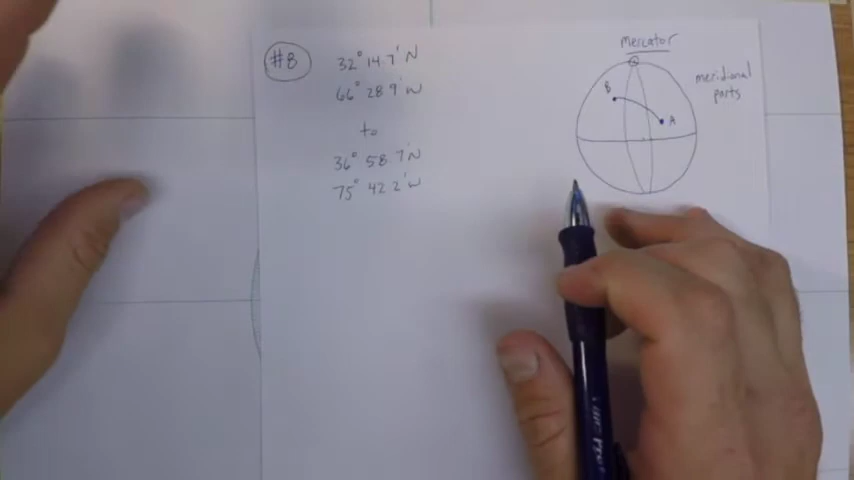 #8
32° 14.7' N
66° 28.9' W
to
36° 58.7' N
75° 42.2' W
mercator
B
A
meridional
parts